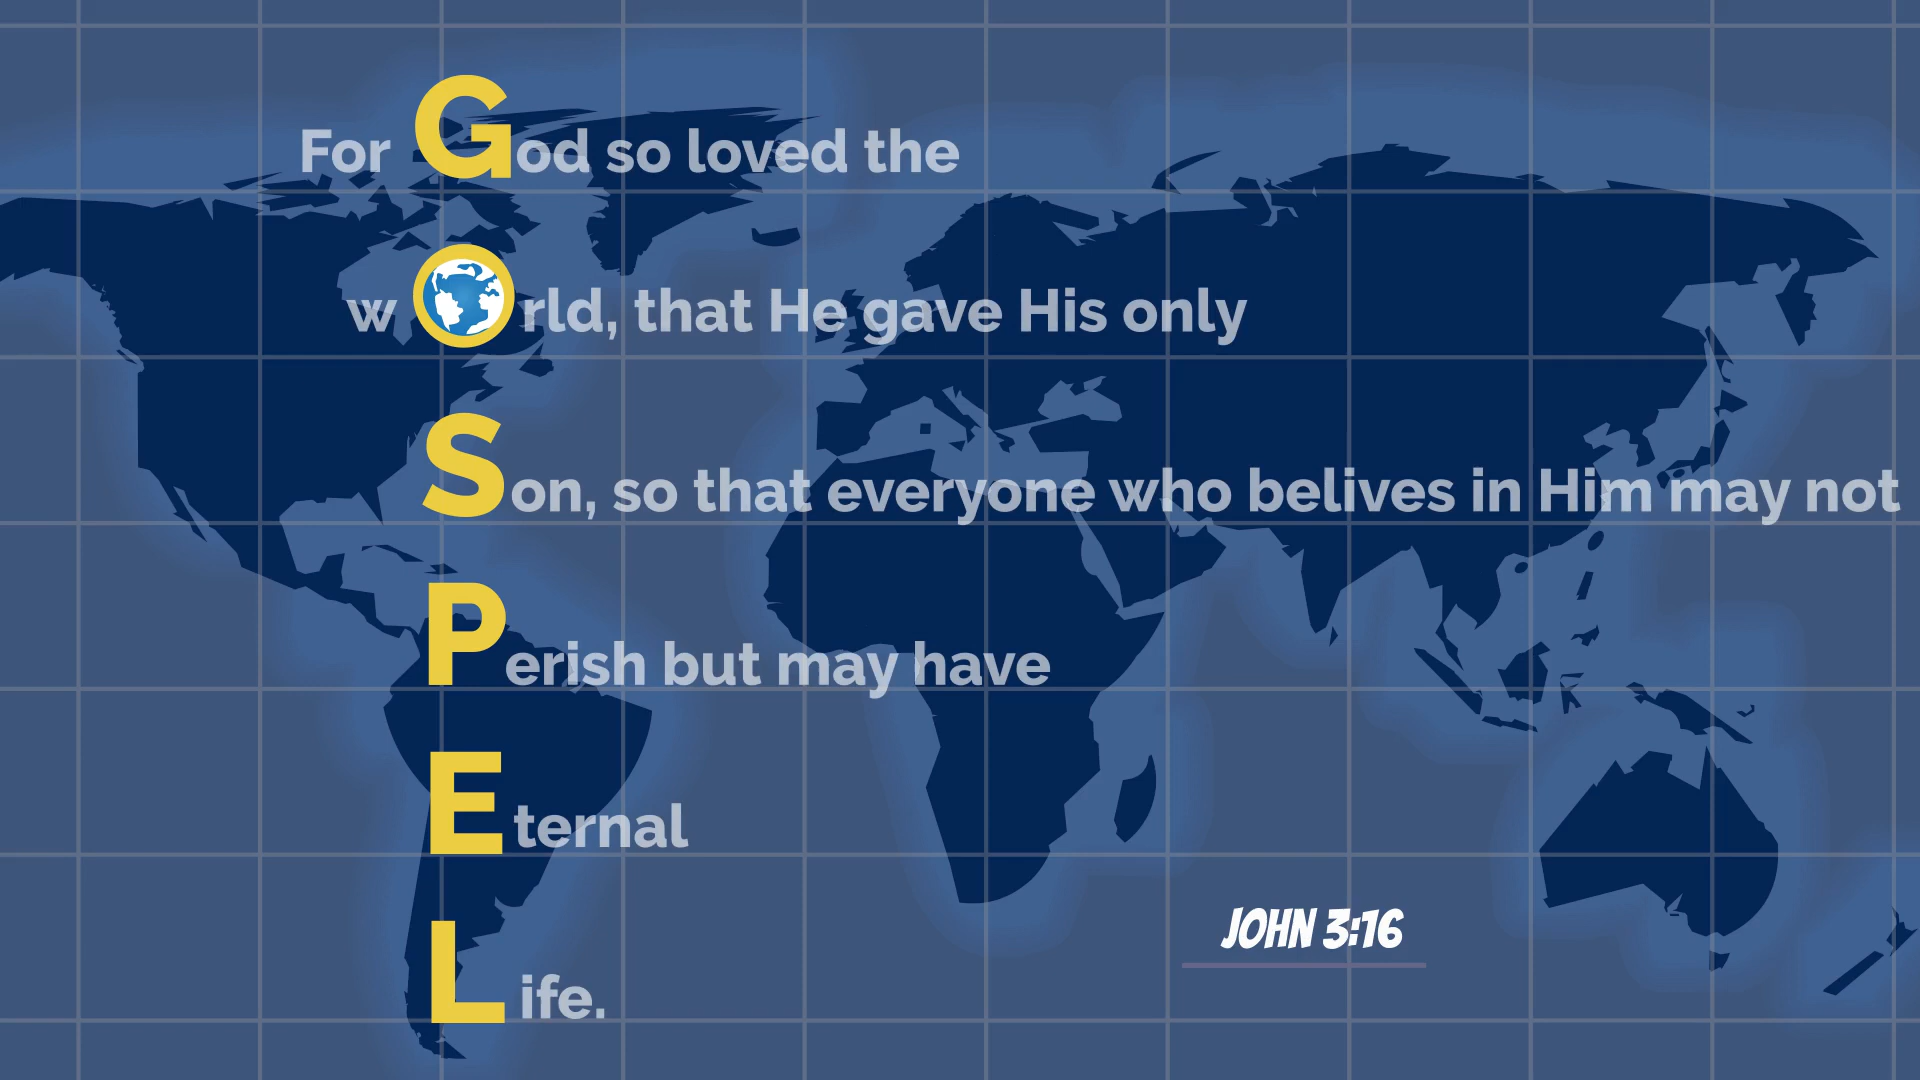 For God so loved the
world, that He gave His only
Son, so that everyone who belives in Him may not
Perish but may have
Eternal
Life.
JOHN 3:16